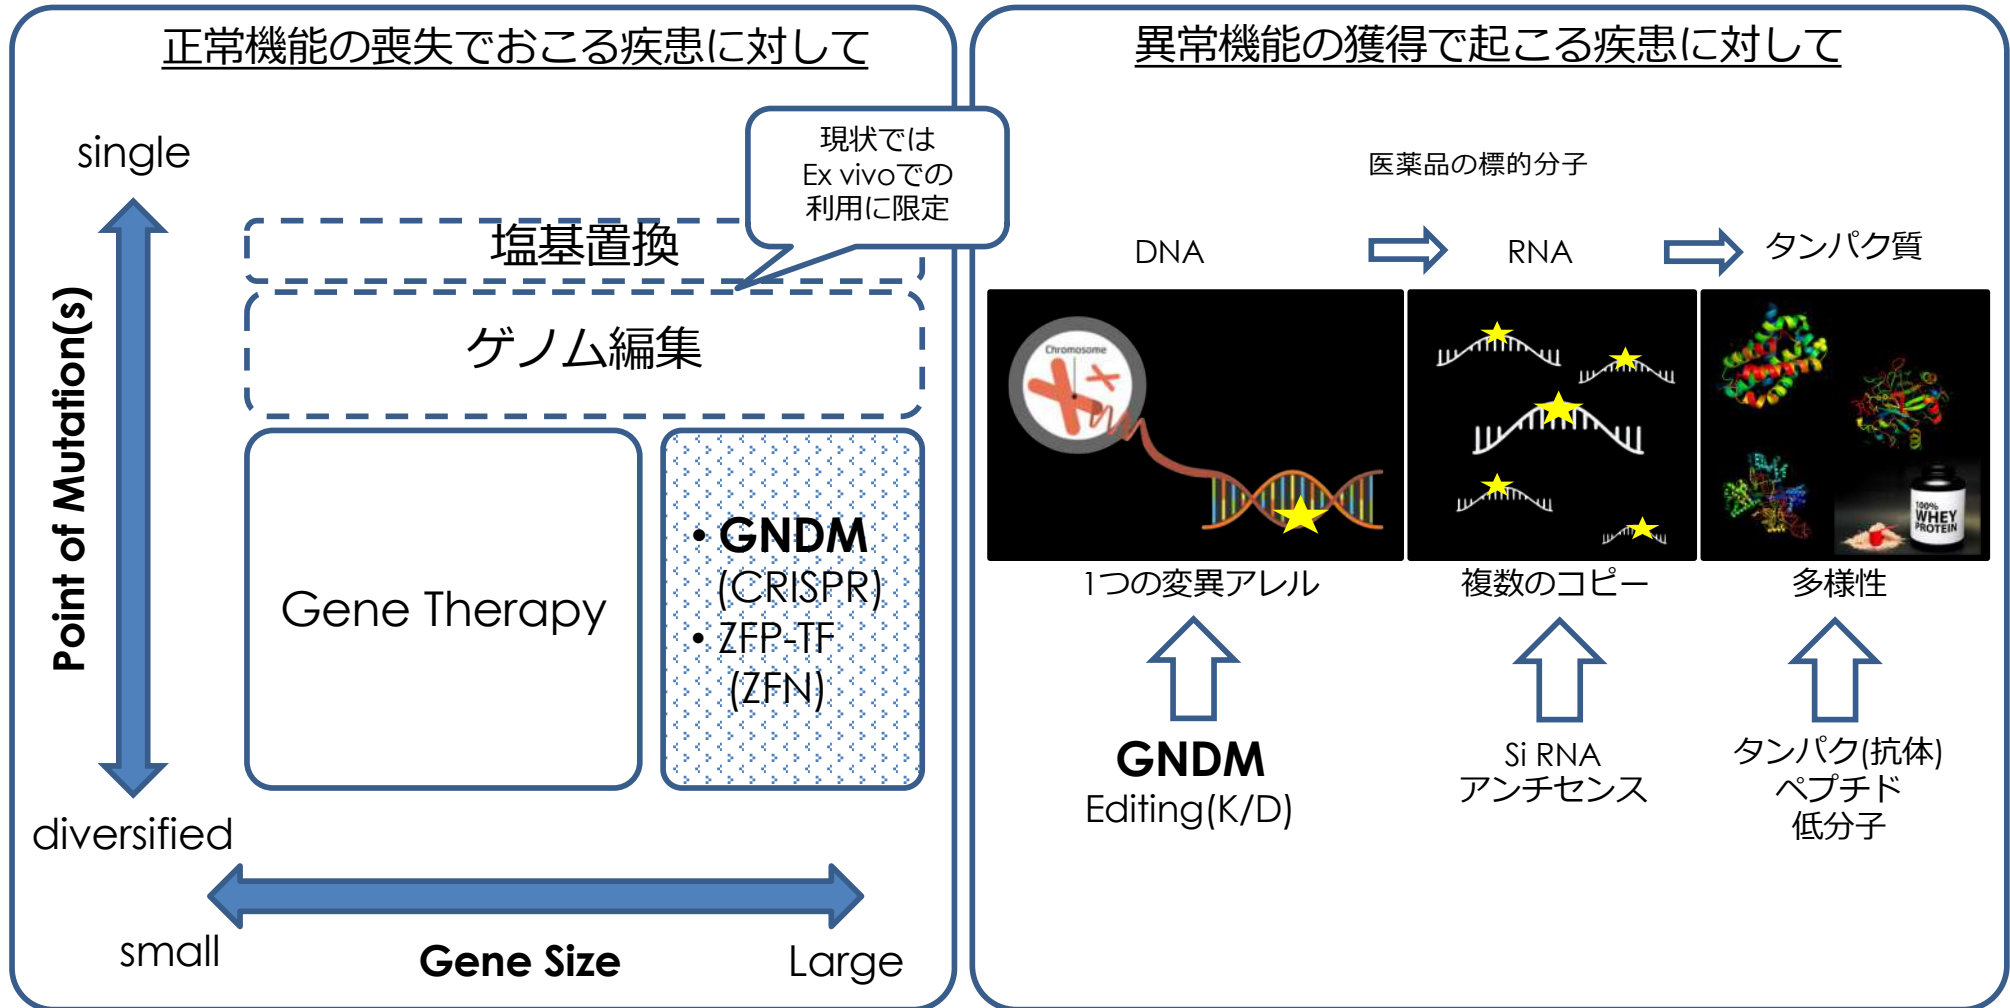 正常機能の喪失でおこる疾患に対して
single
現状では
Ex vivoでの
利用に限定
塩基置換
ゲノム編集
Point of Mutation(s)
Gene Therapy
• GNDM
(CRISPR)
• ZFP-TF
(ZFN)
diversified
small
Gene Size
Large
異常機能の獲得で起こる疾患に対して
医薬品の標的分子
DNA
RNA
タンパク質
Chromosome
100%
WHEY
PROTEIN
1つの変異アレル
複数のコピー
多様性
GNDM
Editing(K/D)
Si RNA
アンチセンス
タンパク(抗体)
ペプチド
低分子